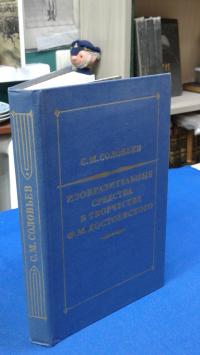 С.М.СОЛОВЬЕВ
ИЗОБРАЗИТЕЛЬНЫЕ
СРЕДСТВА
В ТВОРЧЕСТВЕ
Ф.М.ДОСТОЕВСКОГО
С.М.СОЛОВЬЕВ